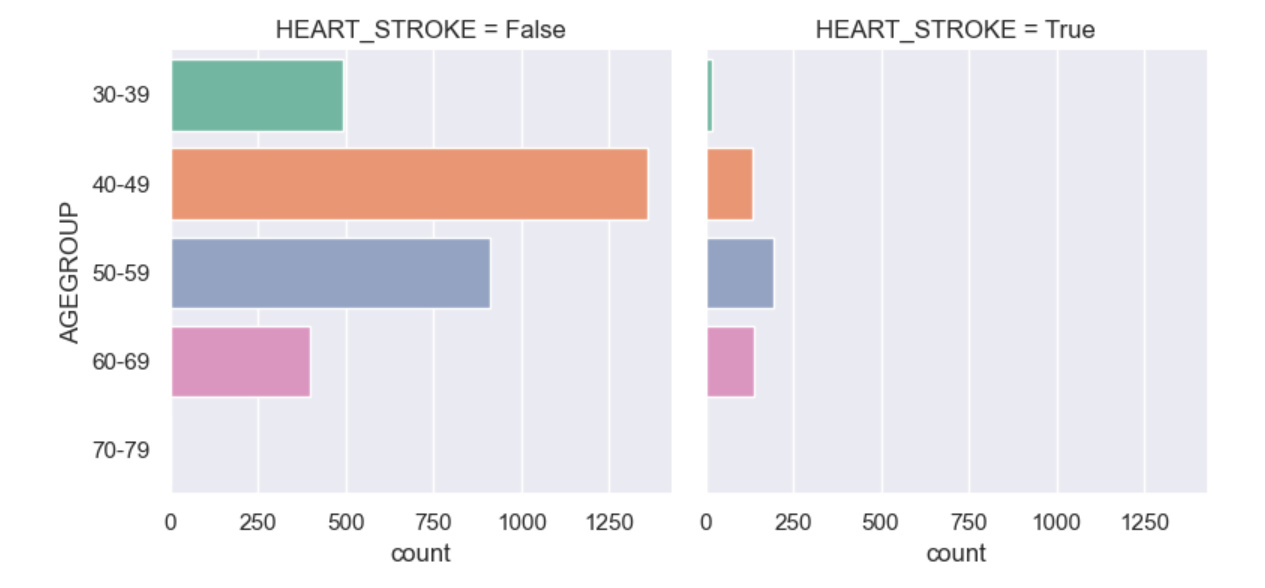 HEART_STROKE = False
HEART_STROKE = True
AGEGROUP
30-39
40-49
50-59
60-69
70-79
0 250 500 750 1000 1250
0 250 500 750 1000 1250
count
count